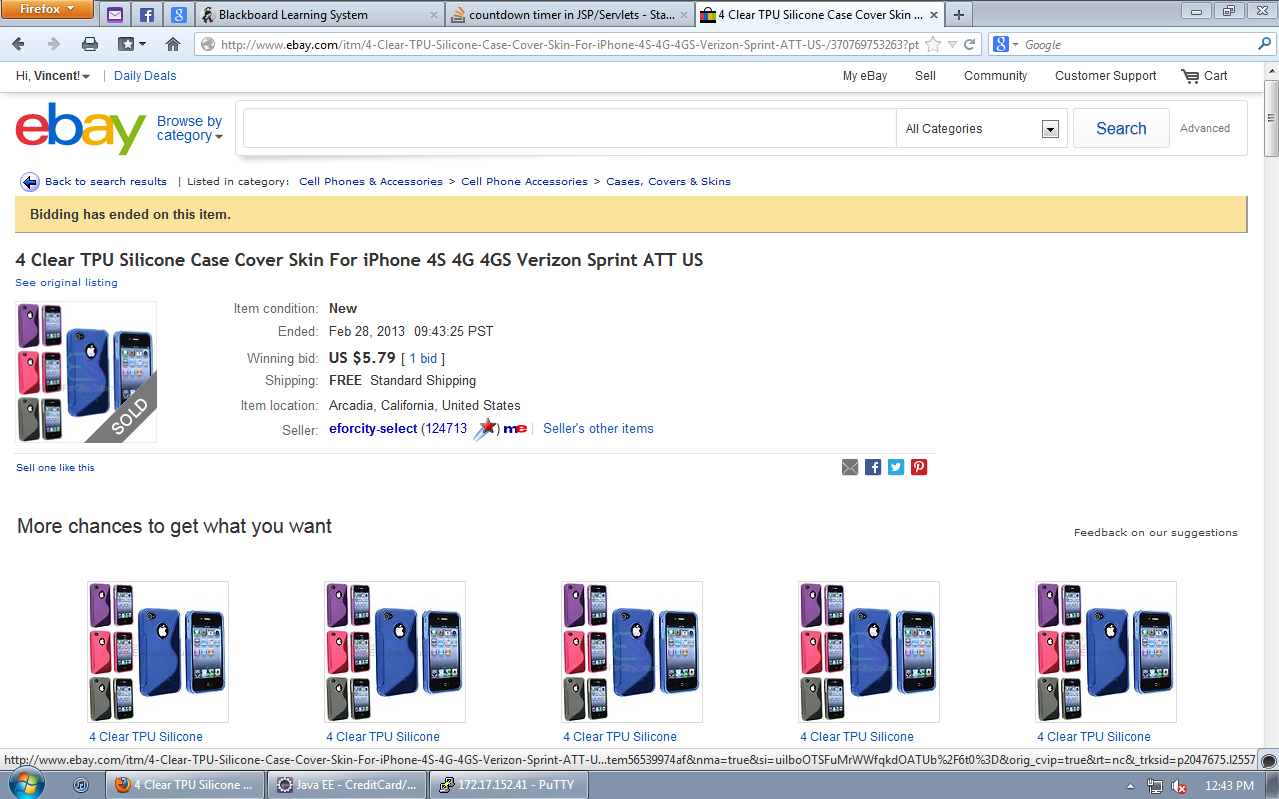 Firefox
Blackboard Learning System
countdown timer in JSP/Servlets - Sta...
4 Clear TPU Silicone Case Cover Skin ...
http://www.ebay.com/itm/4-Clear-TPU-Silicone-Case-Cover-Skin-For-iPhone-4S-4G-4GS-Verizon-Sprint-ATT-US-/370769753263?pt
Google
Hi, Vincent! | Daily Deals
My eBay Sell Community Customer Support Cart
ebay
Browse by category
All Categories
Search
Advanced
Back to search results | Listed in category: Cell Phones & Accessories > Cell Phone Accessories > Cases, Covers & Skins
Bidding has ended on this item.
4 Clear TPU Silicone Case Cover Skin For iPhone 4S 4G 4GS Verizon Sprint ATT US
See original listing
SOLD
Item condition: New
Ended: Feb 28, 2013 09:43:25 PST
Winning bid: US $5.79 [ 1 bid ]
Shipping: FREE Standard Shipping
Item location: Arcadia, California, United States
Seller: eforcity-select (124713 ) me | Seller's other items
Sell one like this
More chances to get what you want
Feedback on our suggestions
4 Clear TPU Silicone
4 Clear TPU Silicone
4 Clear TPU Silicone
4 Clear TPU Silicone
4 Clear TPU Silicone
http://www.ebay.com/itm/4-Clear-TPU-Silicone-Case-Cover-Skin-For-iPhone-4S-4G-4GS-Verizon-Sprint-ATT-U...tem56539974af&nma=true&si=uilboOTSFuMrWWfqkdOATUb%2F6t0%3D&orig_cvip=true&rt=nc&_trksid=p2047675.l2557
4 Clear TPU Silicone ...
Java EE - CreditCard/...
172.17.152.41 - PuTTY
12:43 PM